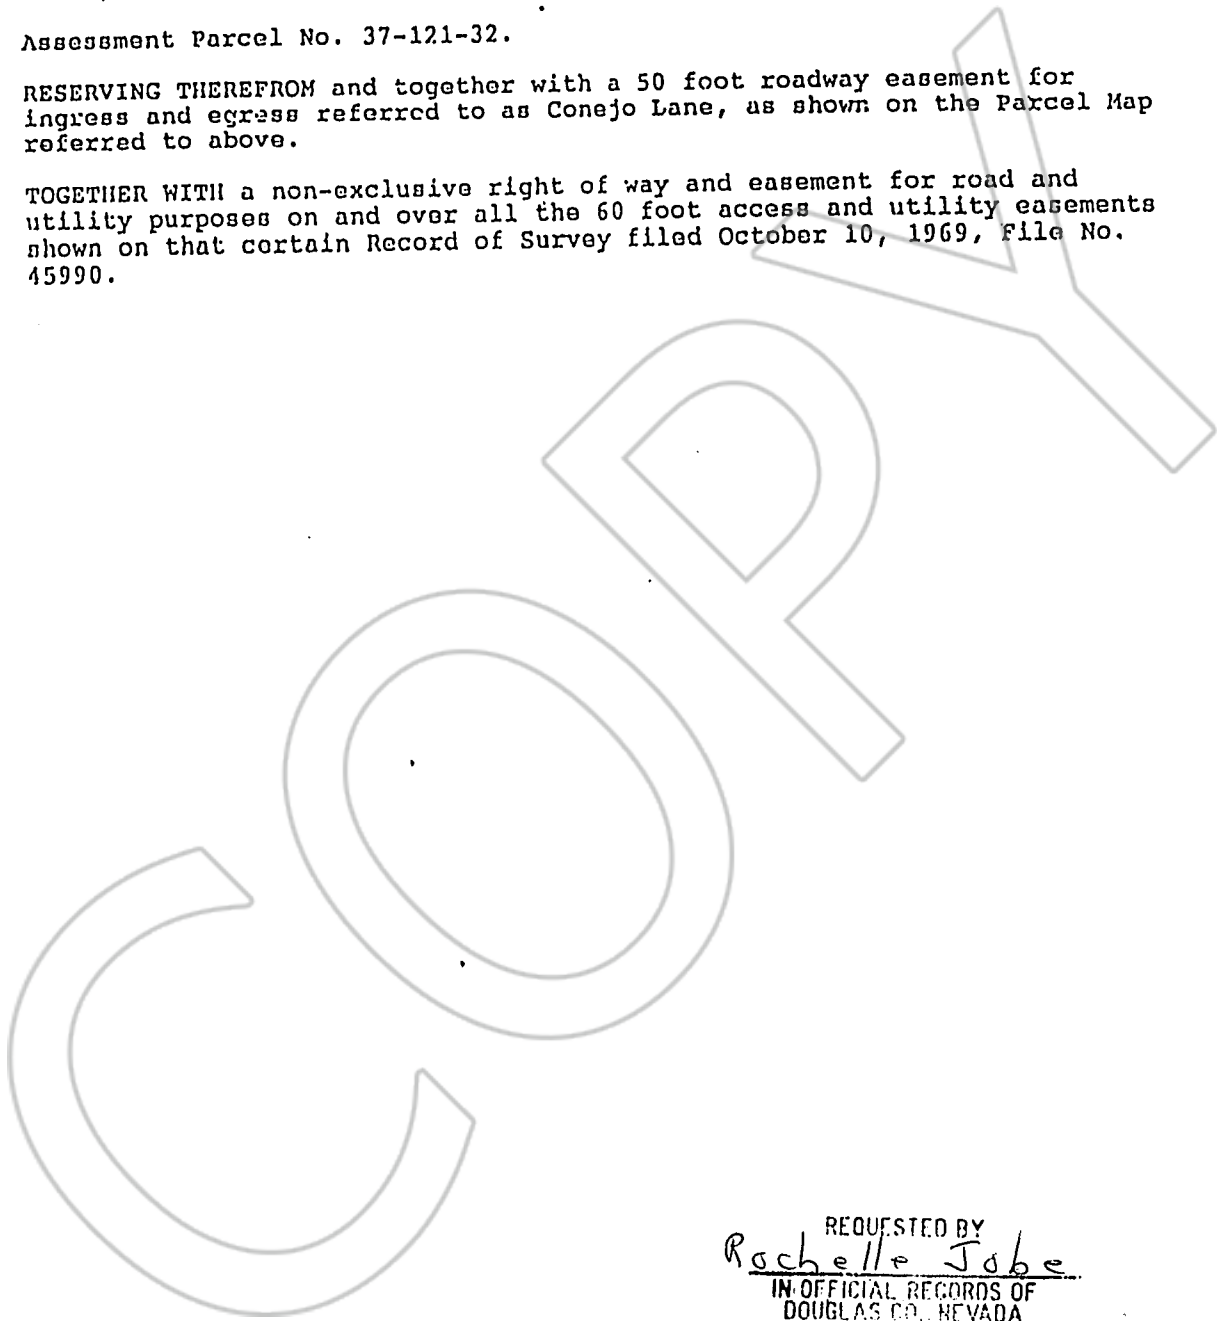 Assessment Parcel No. 37-121-32.
RESERVING THEREFROM and together with a 50 foot roadway easement for
ingress and egress referred to as Conejo Lane, as shown on the Parcel Map
referred to above.
TOGETHER WITH a non-exclusive right of way and easement for road and
utility purposes on and over all the 60 foot access and utility easements
shown on that certain Record of Survey filed October 10, 1969, File No.
45990.
COPY
REQUESTED BY
Rochelle Jobe
IN OFFICIAL RECORDS OF
DOUGLAS CO., NEVADA